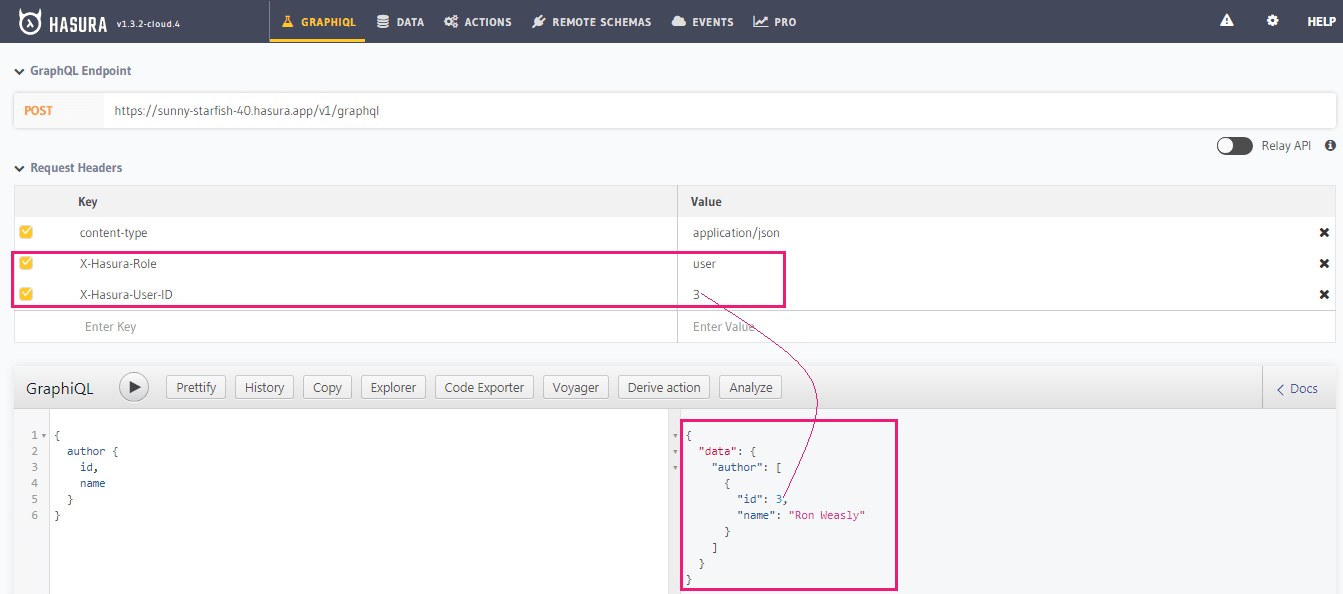 HASURA v1.3.2-cloud.4 GRAPHIQL DATA ACTIONS REMOTE SCHEMAS EVENTS PRO HELP
GraphQL Endpoint
POST https://sunny-starfish-40.hasura.app/v1/graphql
Relay API
Request Headers
Key Value
content-type application/json
X-Hasura-Role user
X-Hasura-User-ID 3
Enter Key Enter Value
GraphiQL Prettify History Copy Explorer Code Exporter Voyager Derive action Analyze < Docs
1 {
2 author {
3 id,
4 name
5 }
6 }
{
"data": {
"author": [
{
"id": 3,
"name": "Ron Weasly"
}
]
}
}